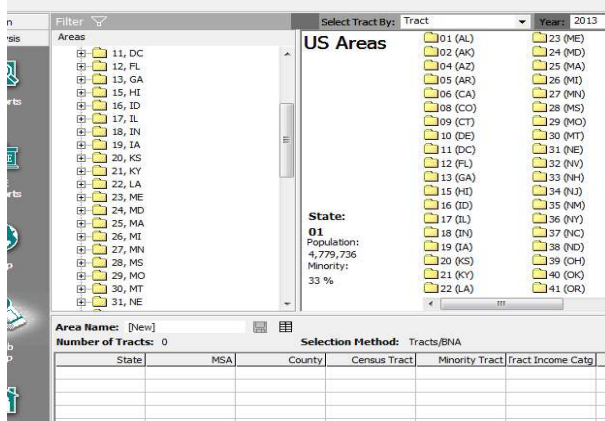 Filter
Select Tract By: Tract
Year: 2013
Areas
11, DC
12, FL
13, GA
15, HI
16, ID
17, IL
18, IN
19, IA
20, KS
21, KY
22, LA
23, ME
24, MD
25, MA
26, MI
27, MN
28, MS
29, MO
30, MT
31, NE
US Areas
State:
01
Population:
4,779,736
Minority:
33 %
01 (AL)
02 (AK)
04 (AZ)
05 (AR)
06 (CA)
08 (CO)
09 (CT)
10 (DE)
11 (DC)
12 (FL)
13 (GA)
15 (HI)
16 (ID)
17 (IL)
18 (IN)
19 (IA)
20 (KS)
21 (KY)
22 (LA)
23 (ME)
24 (MD)
25 (MA)
26 (MI)
27 (MN)
28 (MS)
29 (MO)
30 (MT)
31 (NE)
32 (NV)
33 (NH)
34 (NJ)
35 (NM)
36 (NY)
37 (NC)
38 (ND)
39 (OH)
40 (OK)
41 (OR)
Area Name: [New]
Number of Tracts: 0
Selection Method: Tracts/BNA
State MSA County Census Tract Minority Tract Tract Income Catg